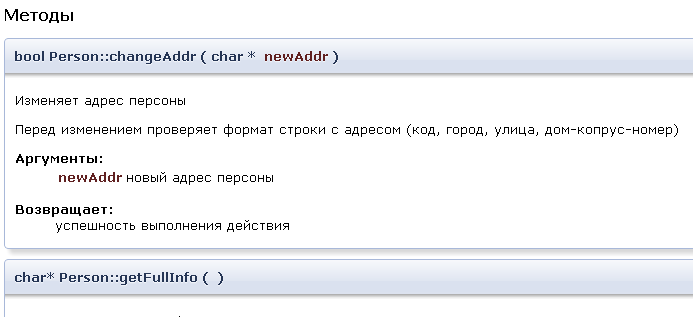 Методы
bool Person::changeAddr ( char * newAddr )
Изменяет адрес персоны
Перед изменением проверяет формат строки с адресом (код, город, улица, дом-копрус-номер)
Аргументы:
newAddr новый адрес персоны
Возвращает:
успешность выполнения действия
char* Person::getFullInfo ( )